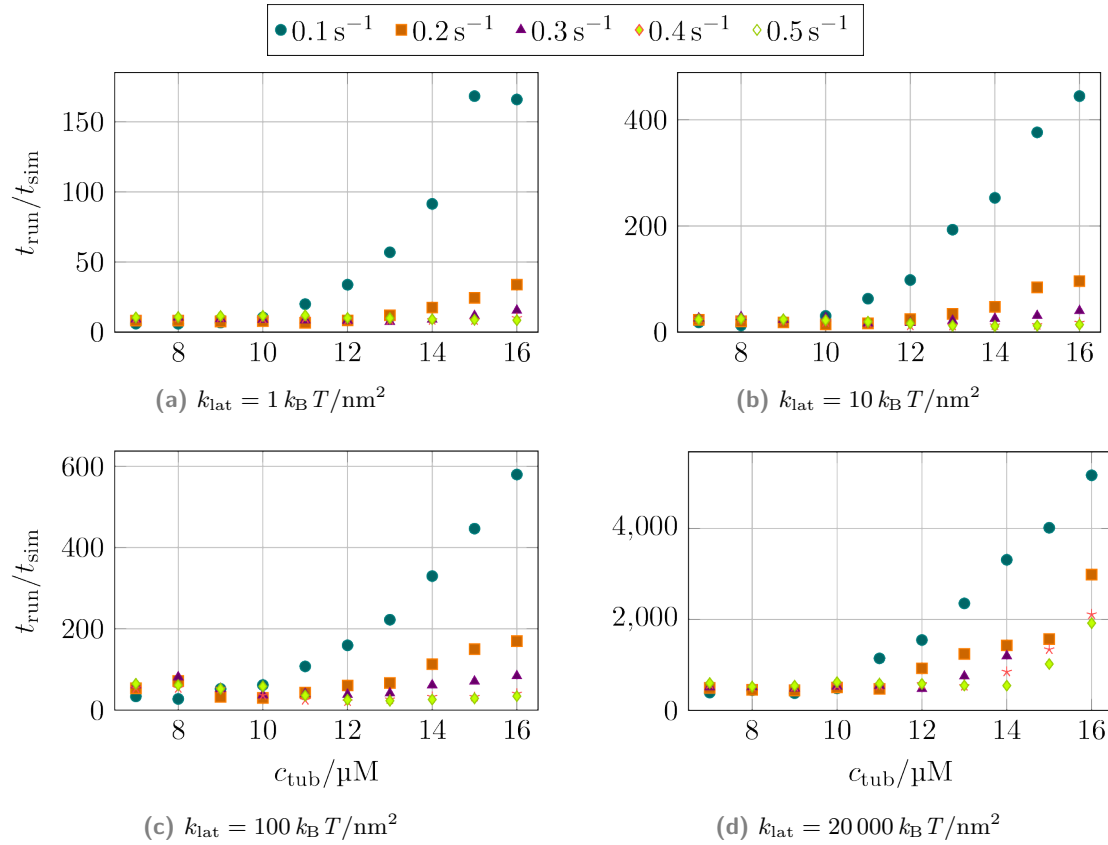 0.1 s⁻¹ 0.2 s⁻¹ 0.3 s⁻¹ 0.4 s⁻¹ 0.5 s⁻¹
t_run/t_sim
150
100
50
0
8 10 12 14 16
(a) k_lat = 1 k_B T/nm²
400
200
0
8 10 12 14 16
(b) k_lat = 10 k_B T/nm²
t_run/t_sim
600
400
200
0
8 10 12 14 16
c_tub/µM
(c) k_lat = 100 k_B T/nm²
4,000
2,000
0
8 10 12 14 16
c_tub/µM
(d) k_lat = 20 000 k_B T/nm²